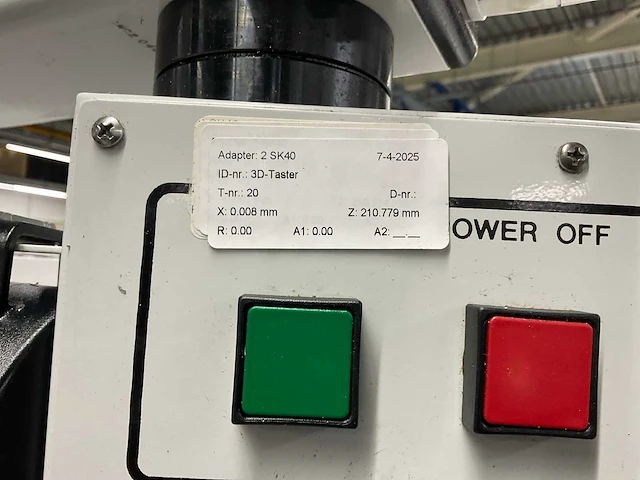 Adapter: 2 SK40 7-4-2025
ID-nr.: 3D-Taster
T-nr.: 20 D-nr.:
X: 0.008 mm Z: 210.779 mm
R: 0.00 A1: 0.00 A2: __.__
OWER OFF